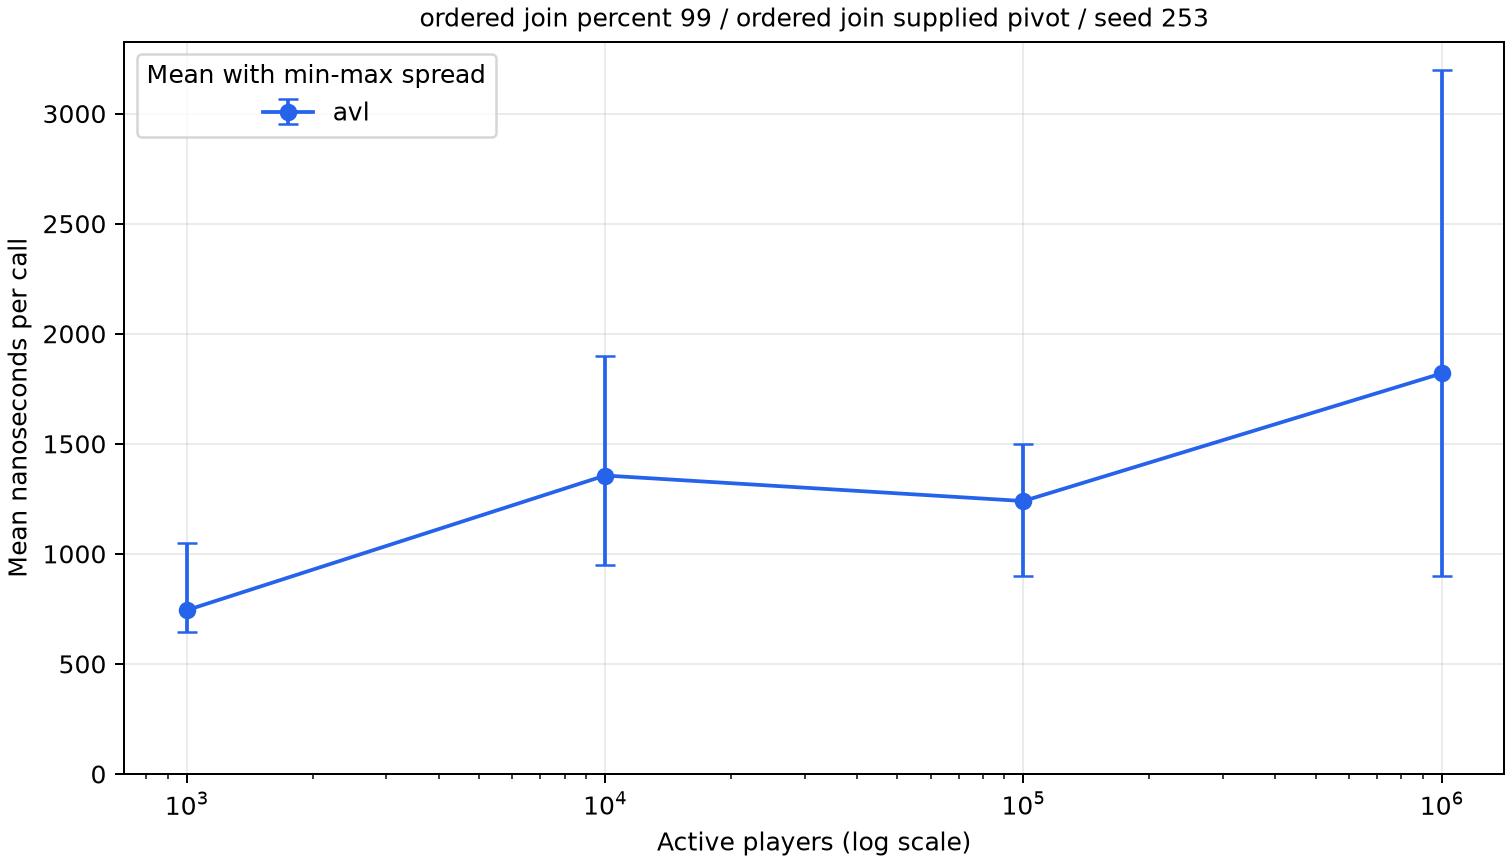 ordered join percent 99 / ordered join supplied pivot / seed 253
Mean with min-max spread
avl
Mean nanoseconds per call
3000
2500
2000
1500
1000
500
0
10³ 10⁴ 10⁵ 10⁶
Active players (log scale)